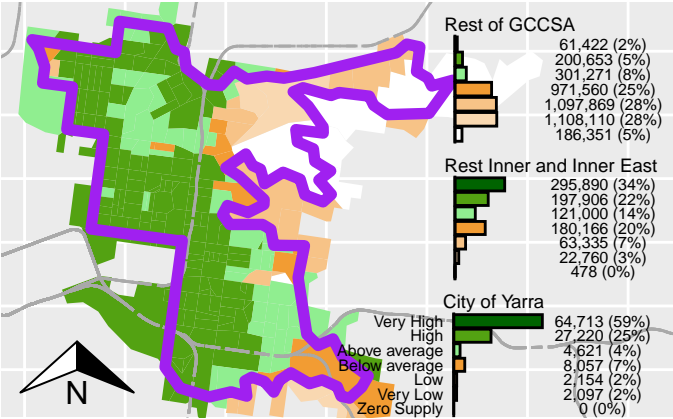 Rest of GCCSA
61,422 (2%)
200,653 (5%)
301,271 (8%)
971,560 (25%)
1,097,869 (28%)
1,108,110 (28%)
186,351 (5%)
Rest Inner and Inner East
295,890 (34%)
197,906 (22%)
121,000 (14%)
180,166 (20%)
63,335 (7%)
22,760 (3%)
478 (0%)
City of Yarra
Very High 64,713 (59%)
High 27,220 (25%)
Above average 4,621 (4%)
Below average 8,057 (7%)
Low 2,154 (2%)
Very Low 2,097 (2%)
Zero Supply 0 (0%)
N